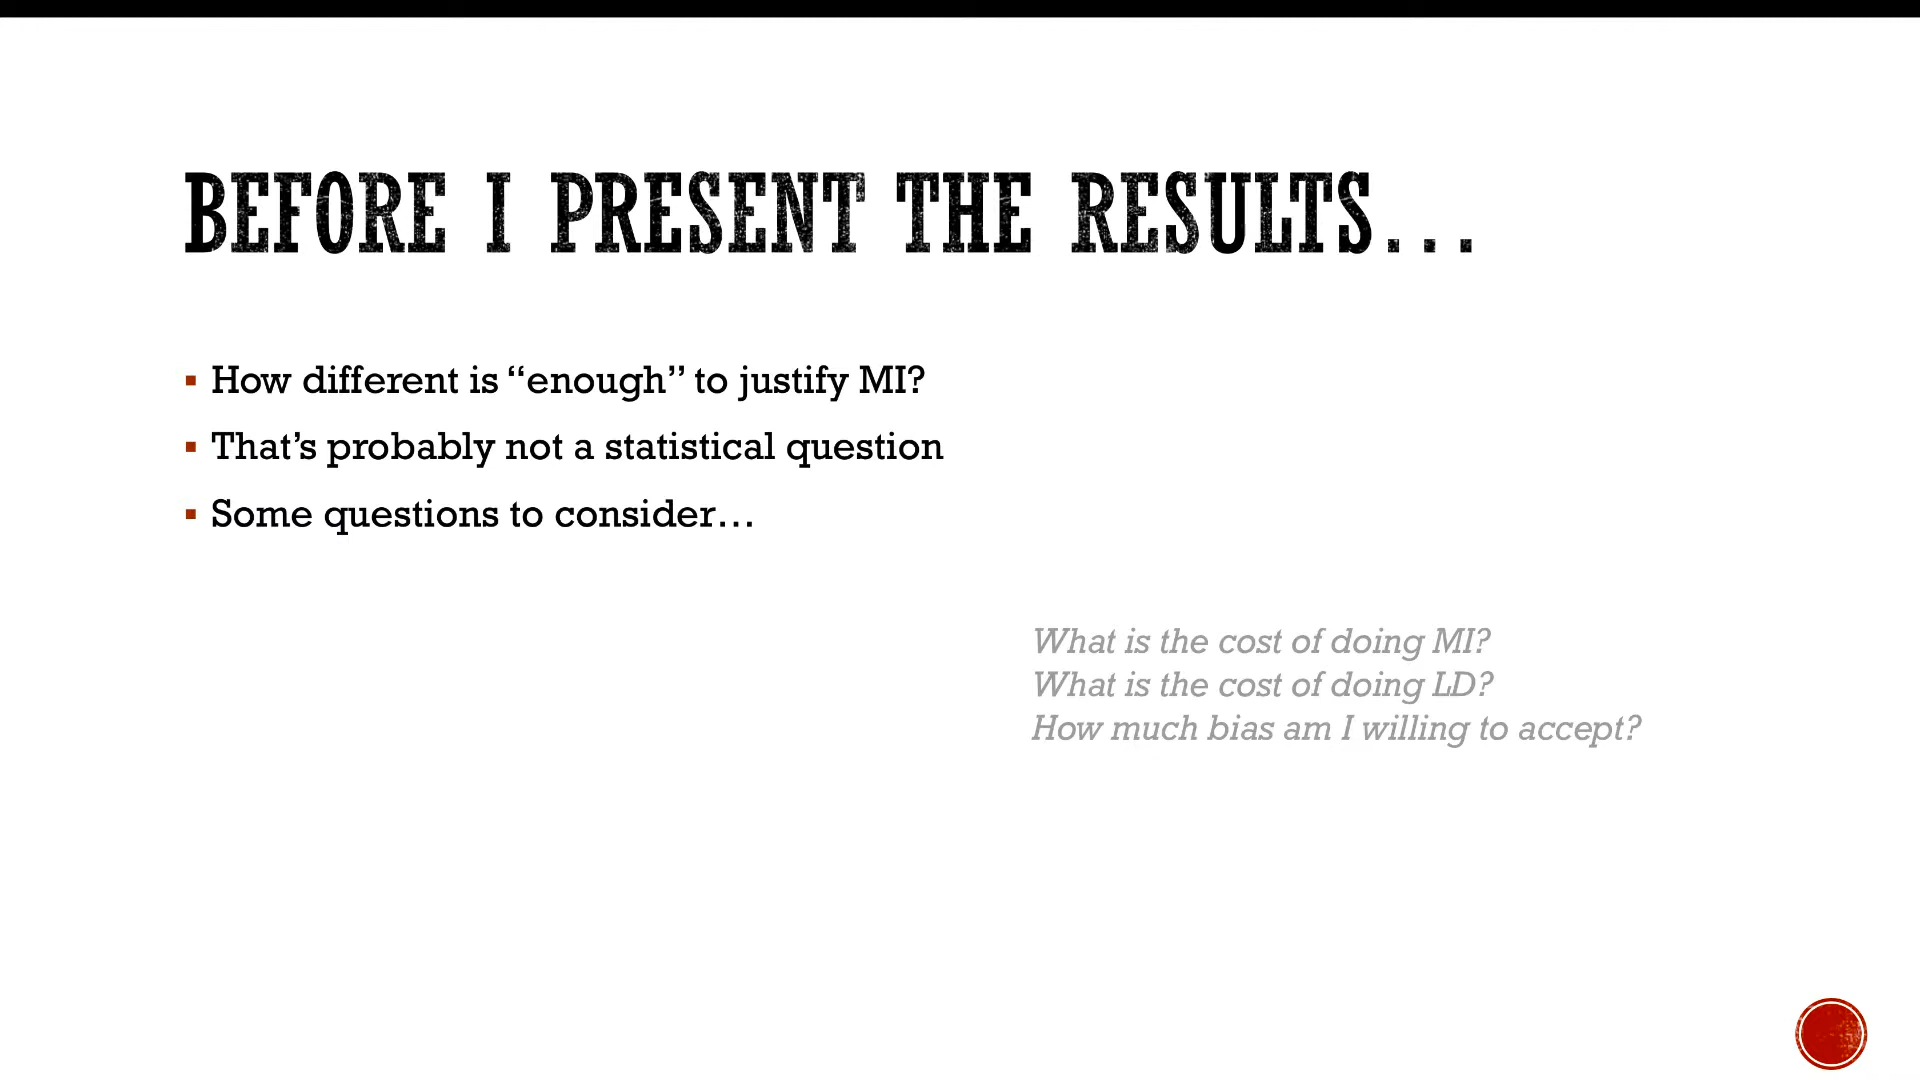 BEFORE I PRESENT THE RESULTS…
▪ How different is “enough” to justify MI?
▪ That’s probably not a statistical question
▪ Some questions to consider…
What is the cost of doing MI?
What is the cost of doing LD?
How much bias am I willing to accept?